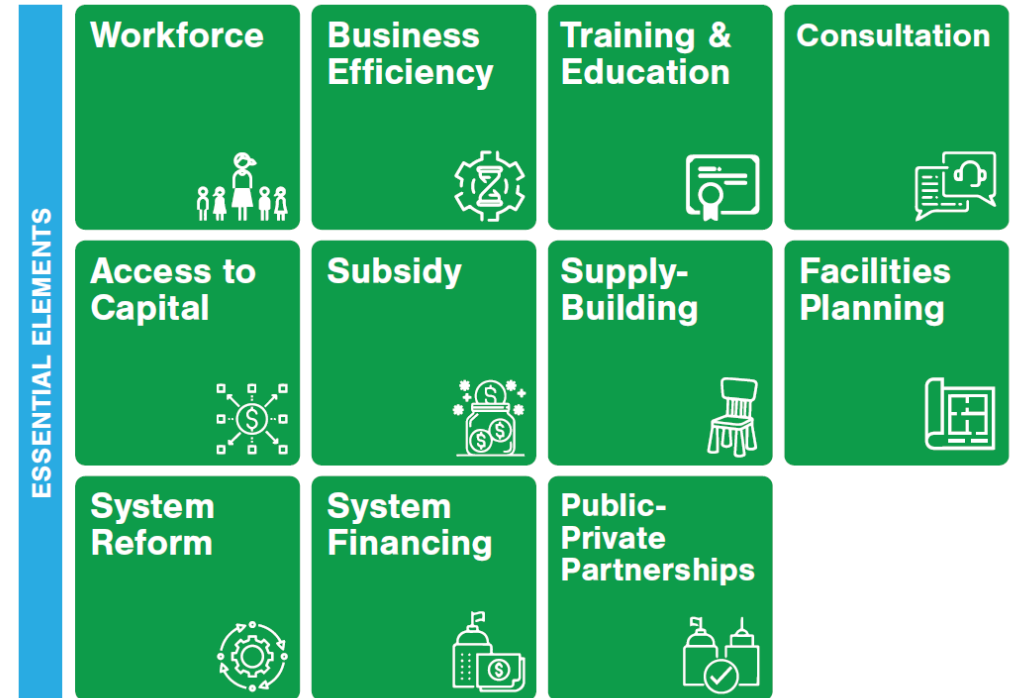 ESSENTIAL ELEMENTS
Workforce
Business
Efficiency
Training &
Education
Consultation
Access to
Capital
Subsidy
Supply-
Building
Facilities
Planning
System
Reform
System
Financing
Public-
Private
Partnerships